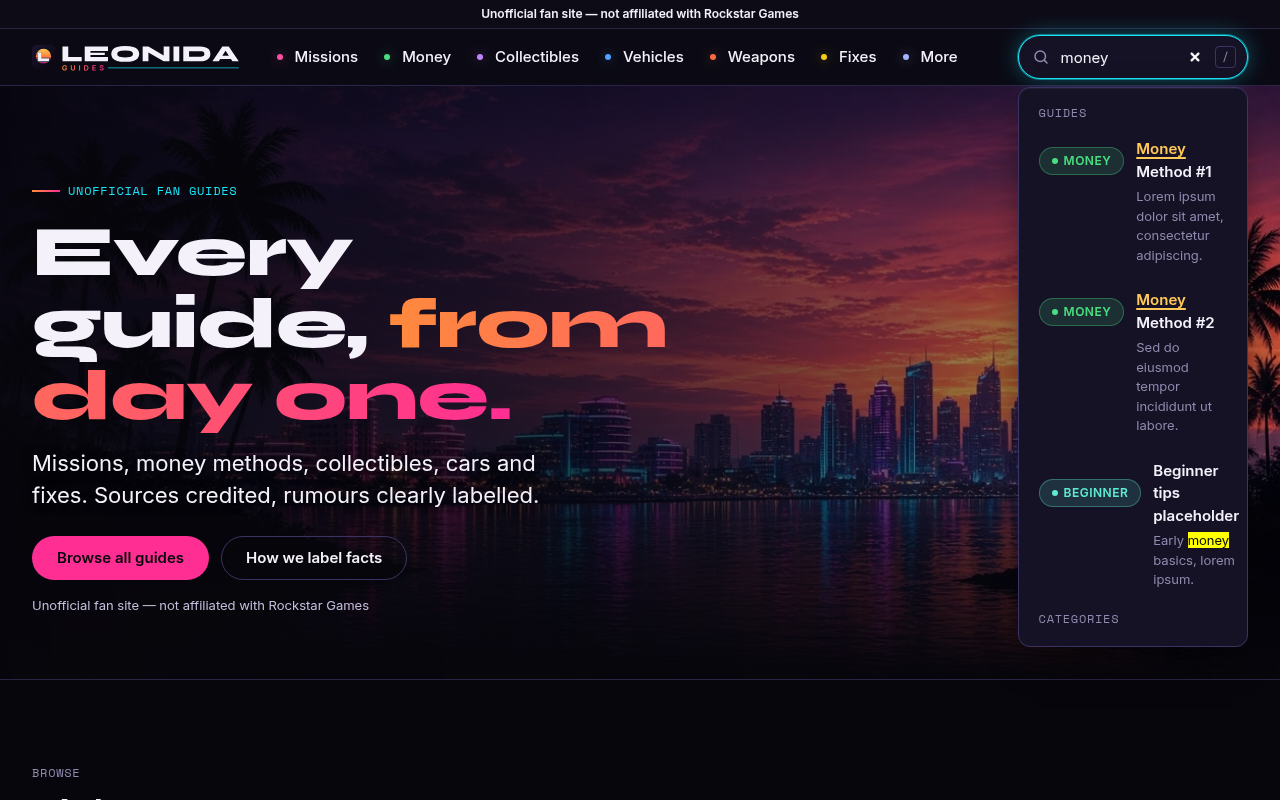 Unofficial fan site — not affiliated with Rockstar Games
LEONIDA
GUIDES
Missions
Money
Collectibles
Vehicles
Weapons
Fixes
More
money
/
GUIDES
MONEY
Money
Method #1
Lorem ipsum
dolor sit amet,
consectetur
adipiscing.
MONEY
Money
Method #2
Sed do
eiusmod
tempor
incididunt ut
labore.
BEGINNER
Beginner
tips
placeholder
Early money
basics, lorem
ipsum.
CATEGORIES
UNOFFICIAL FAN GUIDES
Every
guide, from
day one.
Missions, money methods, collectibles, cars and
fixes. Sources credited, rumours clearly labelled.
Browse all guides
How we label facts
Unofficial fan site — not affiliated with Rockstar Games
BROWSE